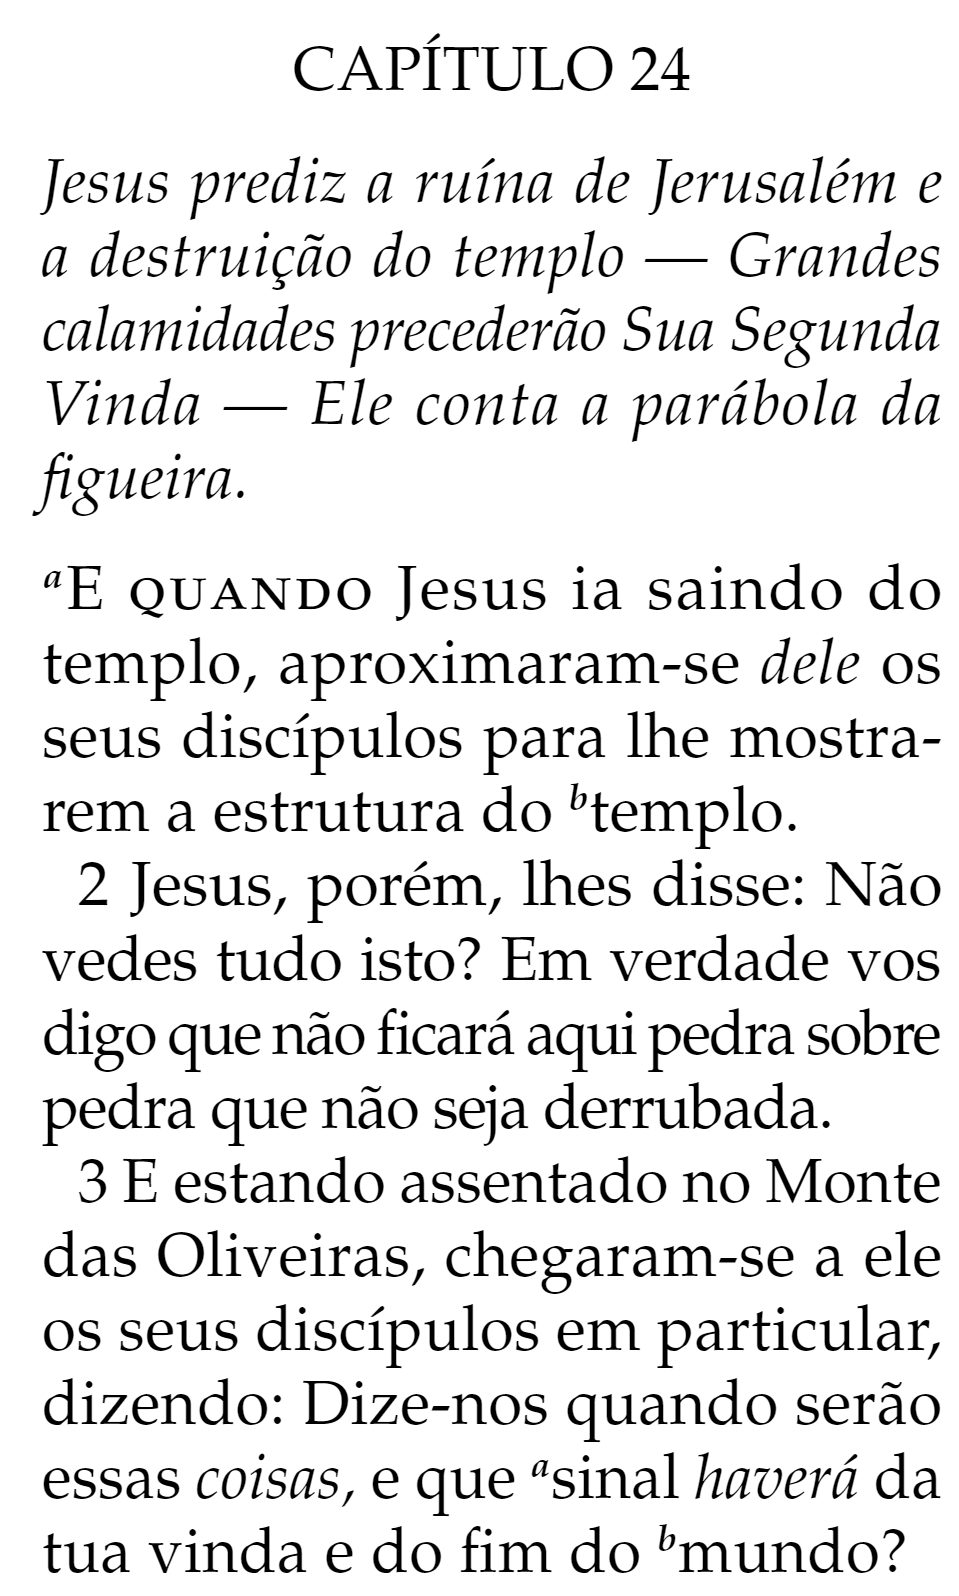 CAPÍTULO 24
Jesus prediz a ruína de Jerusalém e
a destruição do templo — Grandes
calamidades precederão Sua Segunda
Vinda — Ele conta a parábola da
figueira.
aE QUANDO Jesus ia saindo do
templo, aproximaram-se dele os
seus discípulos para lhe mostra-
rem a estrutura do btemplo.
2 Jesus, porém, lhes disse: Não
vedes tudo isto? Em verdade vos
digo que não ficará aqui pedra sobre
pedra que não seja derrubada.
3 E estando assentado no Monte
das Oliveiras, chegaram-se a ele
os seus discípulos em particular,
dizendo: Dize-nos quando serão
essas coisas, e que asinal haverá da
tua vinda e do fim do bmundo?